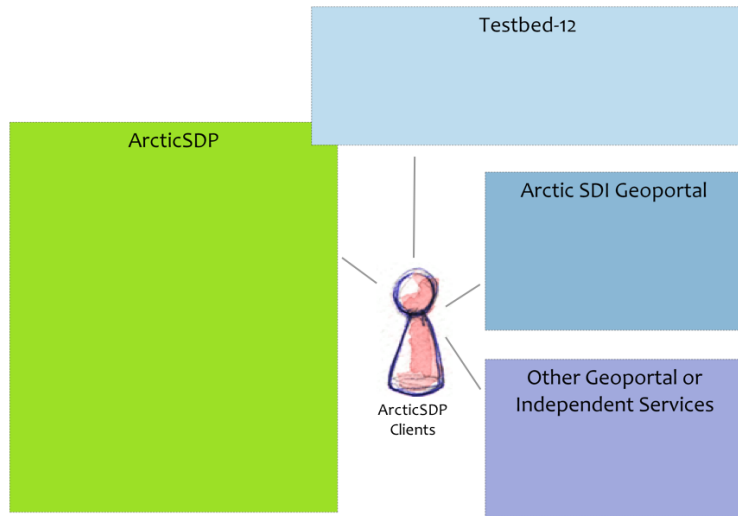 Testbed-12
ArcticSDP
Arctic SDI Geoportal
Other Geoportal or
Independent Services
ArcticSDP
Clients